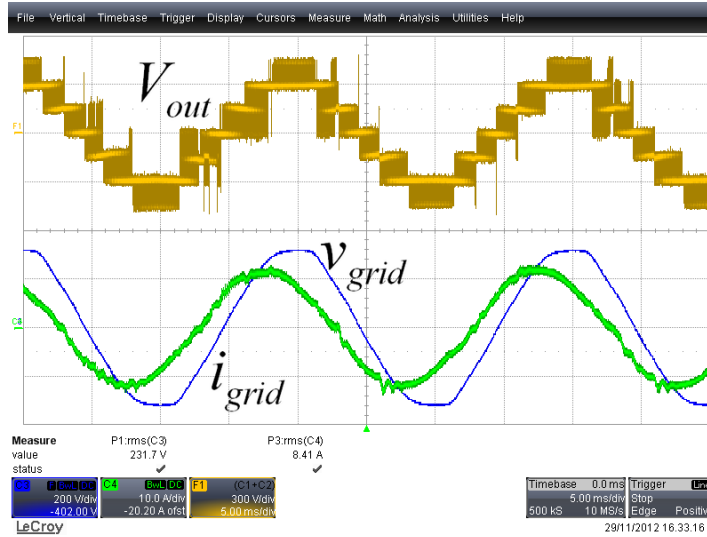 File Vertical Timebase Trigger Display Cursors Measure Math Analysis Utilities Help
Vout
F1
vgrid
igrid
Measure P1:rms(C3) P3:rms(C4)
value 231.7 V 8.41 A
status ✓ ✓
C4 BwL DC F1 (C1+C2) Timebase 0.0 ms Trigger Line
200 V/div 10.0 A/div 300 V/div 5.00 ms/div Stop
-402.00 V -20.20 A ofst 5.00 ms/div 500 kS 10 MS/s Edge Positiv
LeCroy 29/11/2012 16.33.16